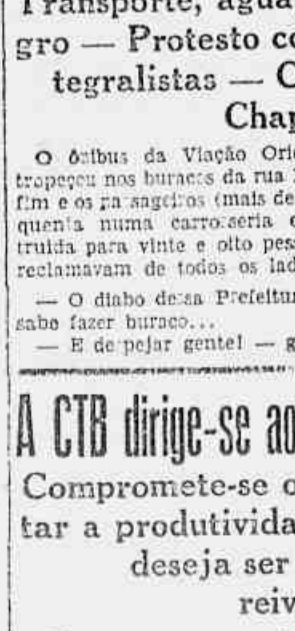 Transporte, água
gro — Protesto co
tegralistas — C
Chap
O ônibus da Viação Orie
tropeçou nos buracos da rua
fim e os passageiros (mais de
quenta numa carrosseria c
truida para vinte e oito pes
reclamavam de todos os lad
— O diabo dessa Prefeitur
sabe fazer buraco...
— E despejar gente! — g
A CTB dirige-se ao
Compromete-se o
tar a produtivida
deseja ser
reiv